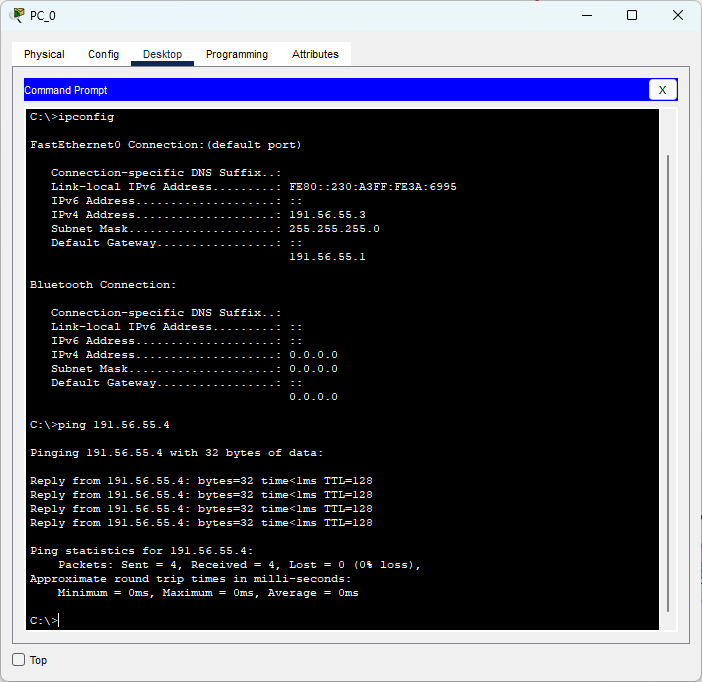 PC_0
Physical Config Desktop Programming Attributes
Command Prompt X
C:\>ipconfig
FastEthernet0 Connection:(default port)
Connection-specific DNS Suffix..:
Link-local IPv6 Address.........: FE80::230:A3FF:FE3A:6995
IPv6 Address....................: ::
IPv4 Address....................: 191.56.55.3
Subnet Mask.....................: 255.255.255.0
Default Gateway.................: ::
191.56.55.1
Bluetooth Connection:
Connection-specific DNS Suffix..:
Link-local IPv6 Address.........: ::
IPv6 Address....................: ::
IPv4 Address....................: 0.0.0.0
Subnet Mask.....................: 0.0.0.0
Default Gateway.................: ::
0.0.0.0
C:\>ping 191.56.55.4
Pinging 191.56.55.4 with 32 bytes of data:
Reply from 191.56.55.4: bytes=32 time<1ms TTL=128
Reply from 191.56.55.4: bytes=32 time<1ms TTL=128
Reply from 191.56.55.4: bytes=32 time<1ms TTL=128
Reply from 191.56.55.4: bytes=32 time<1ms TTL=128
Ping statistics for 191.56.55.4:
Packets: Sent = 4, Received = 4, Lost = 0 (0% loss),
Approximate round trip times in milli-seconds:
Minimum = 0ms, Maximum = 0ms, Average = 0ms
C:\>
Top